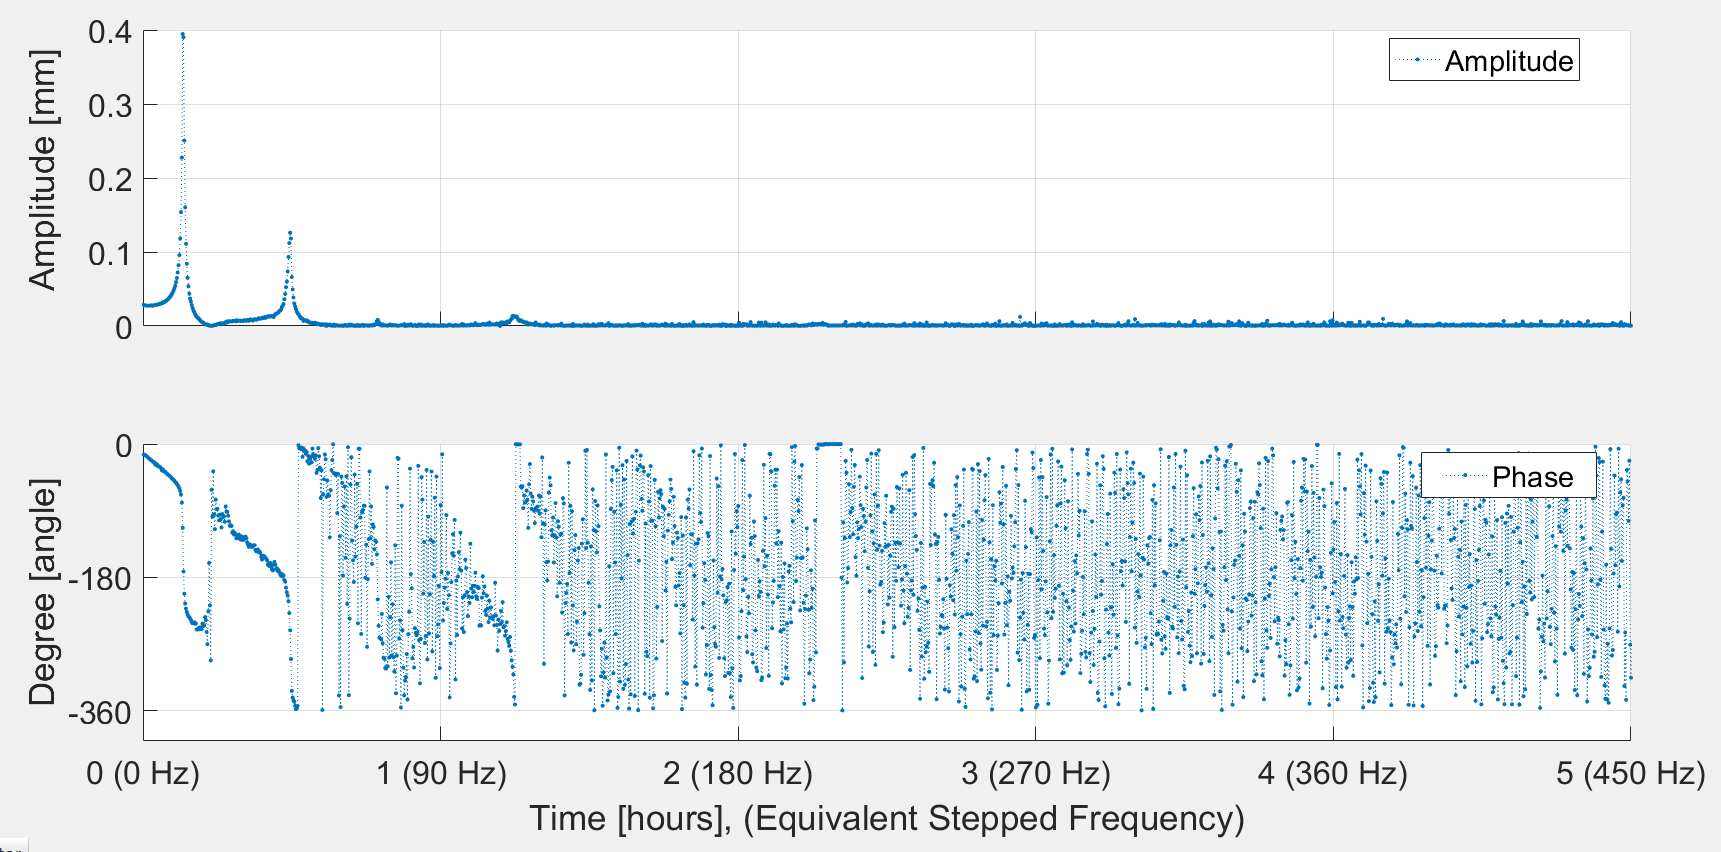 0.4
0.3
0.2
0.1
0
Amplitude [mm]
Amplitude
0
-180
-360
Degree [angle]
Phase
0 (0 Hz)
1 (90 Hz)
2 (180 Hz)
3 (270 Hz)
4 (360 Hz)
5 (450 Hz)
Time [hours], (Equivalent Stepped Frequency)